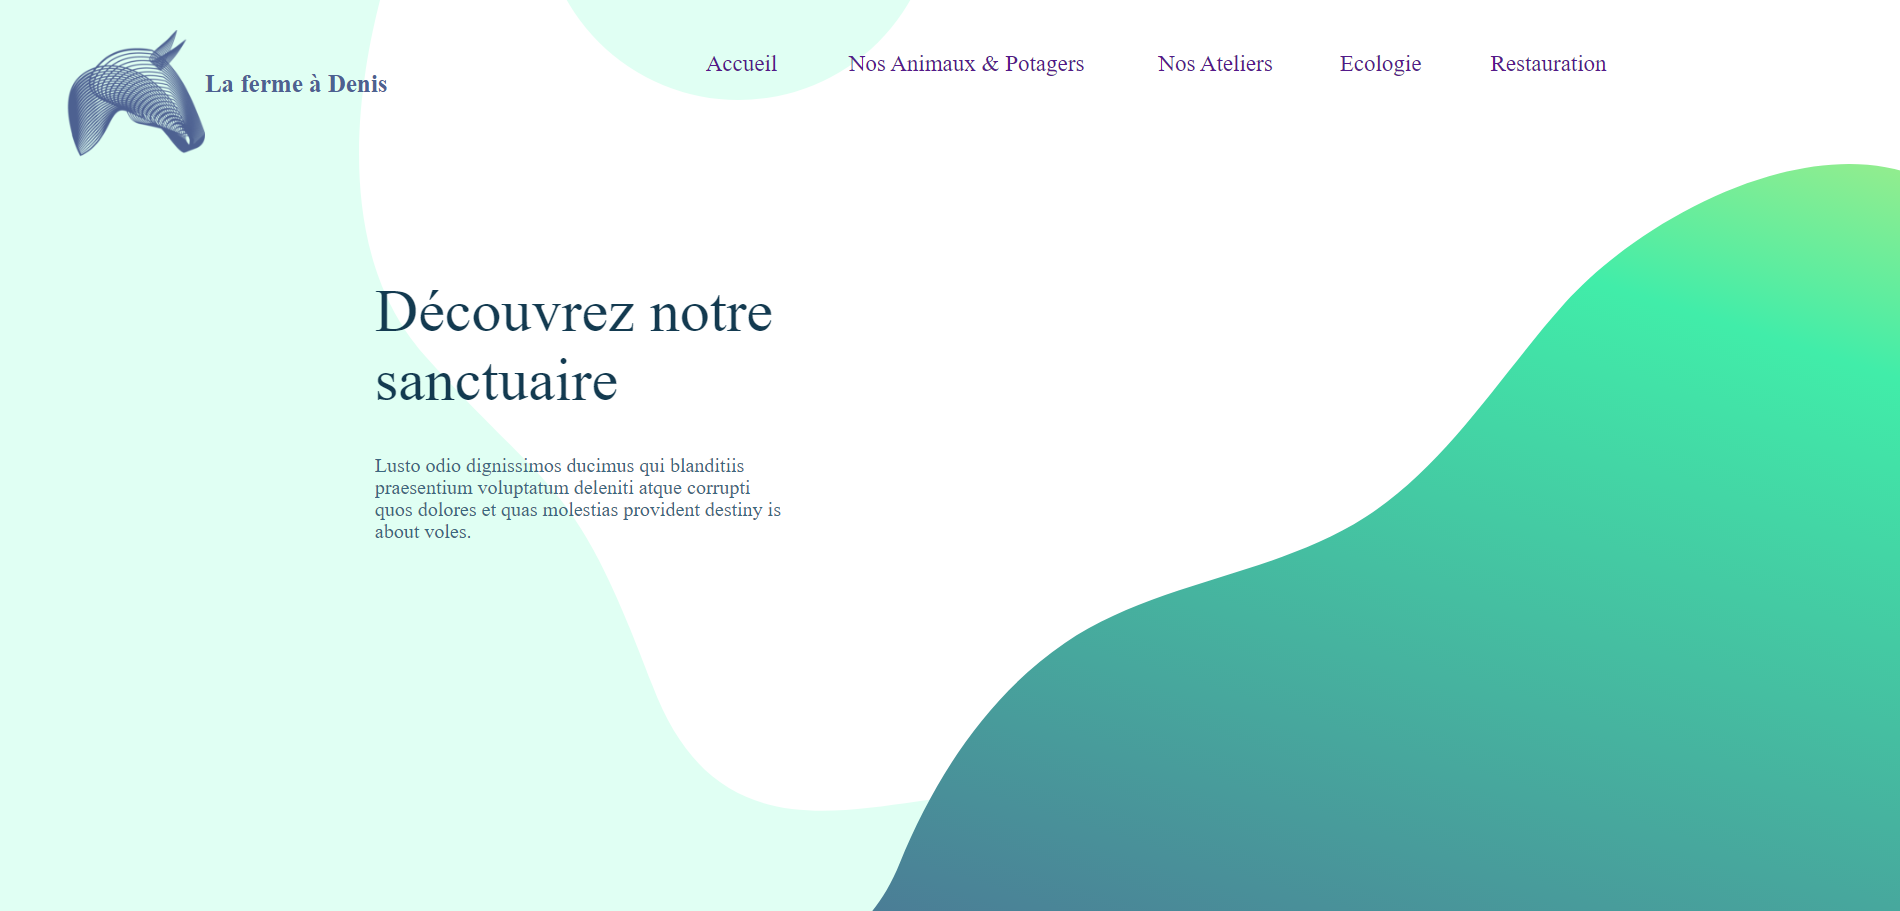 La ferme à Denis
Accueil
Nos Animaux & Potagers
Nos Ateliers
Ecologie
Restauration
Découvrez notre
sanctuaire
Lusto odio dignissimos ducimus qui blanditiis
praesentium voluptatum deleniti atque corrupti
quos dolores et quas molestias provident destiny is
about voles.